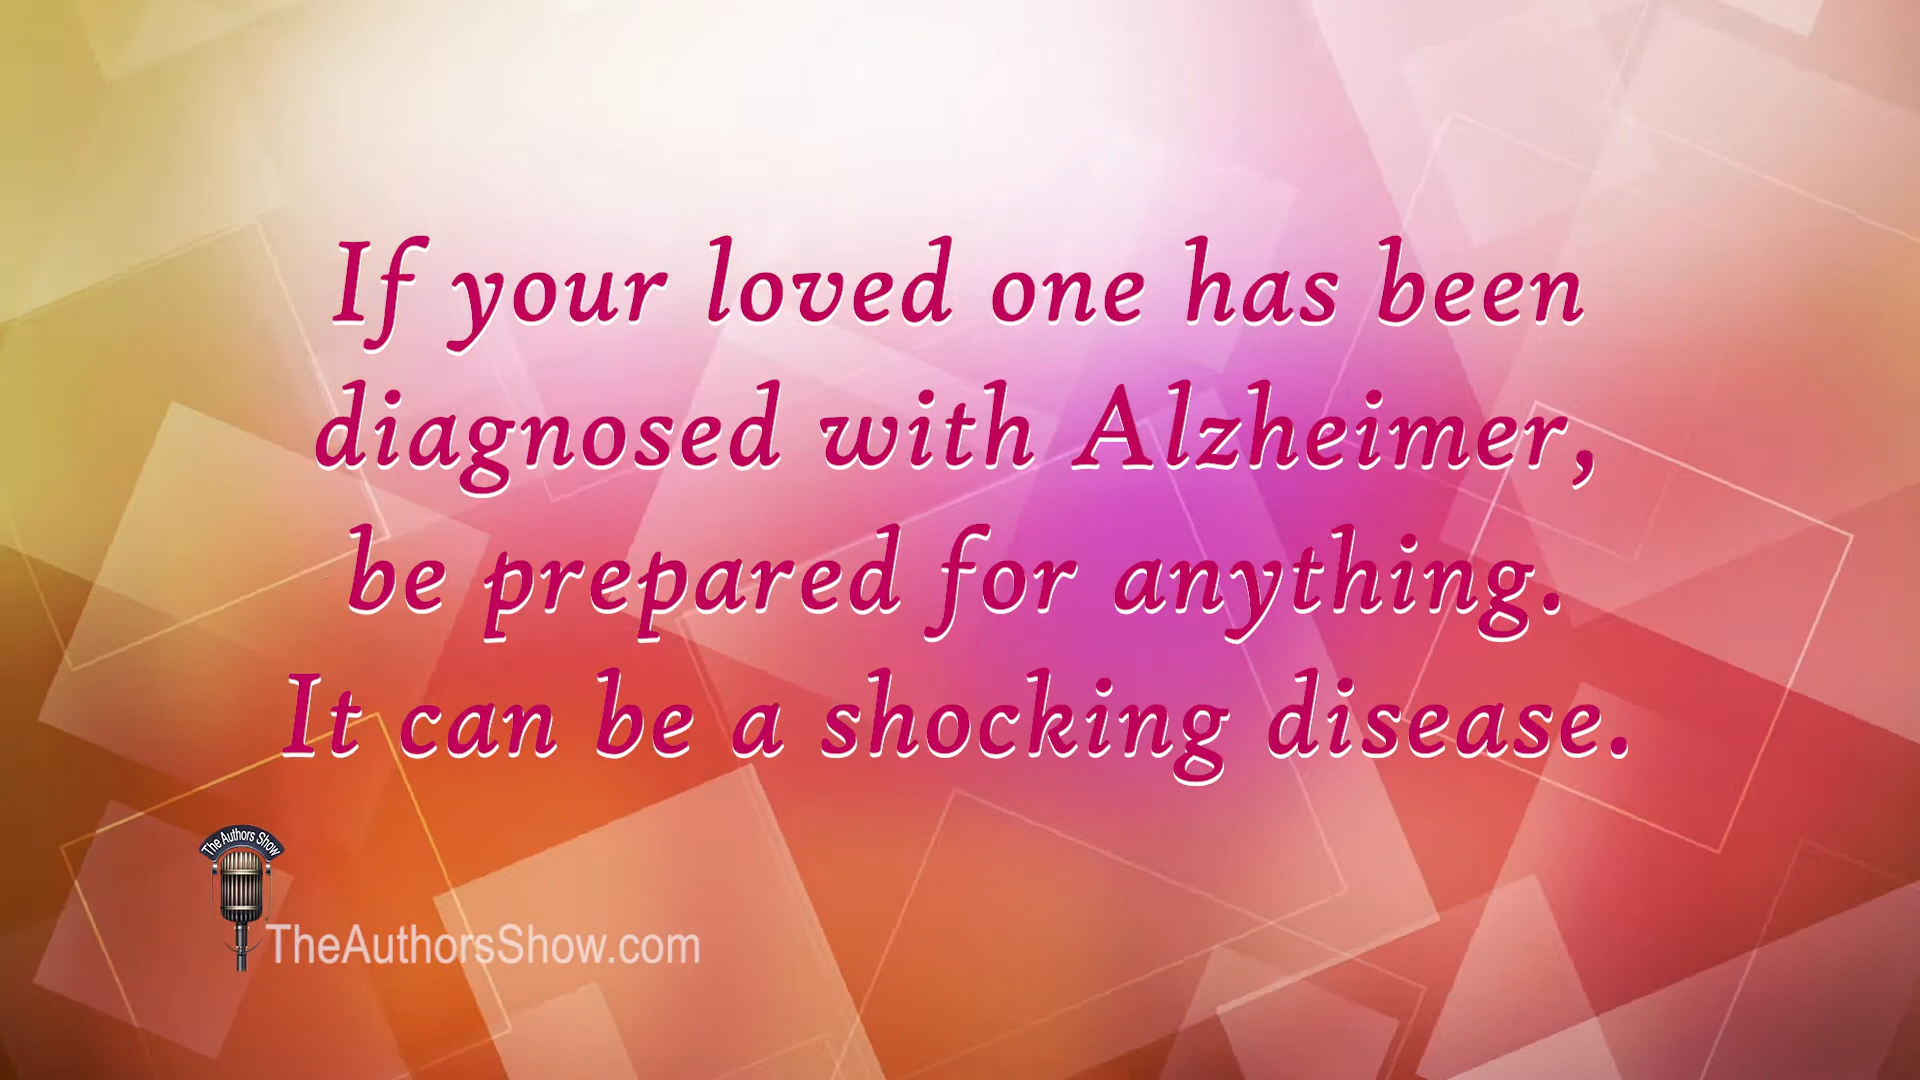 If your loved one has been
diagnosed with Alzheimer,
be prepared for anything.
It can be a shocking disease.
The Authors Show
TheAuthorsShow.com